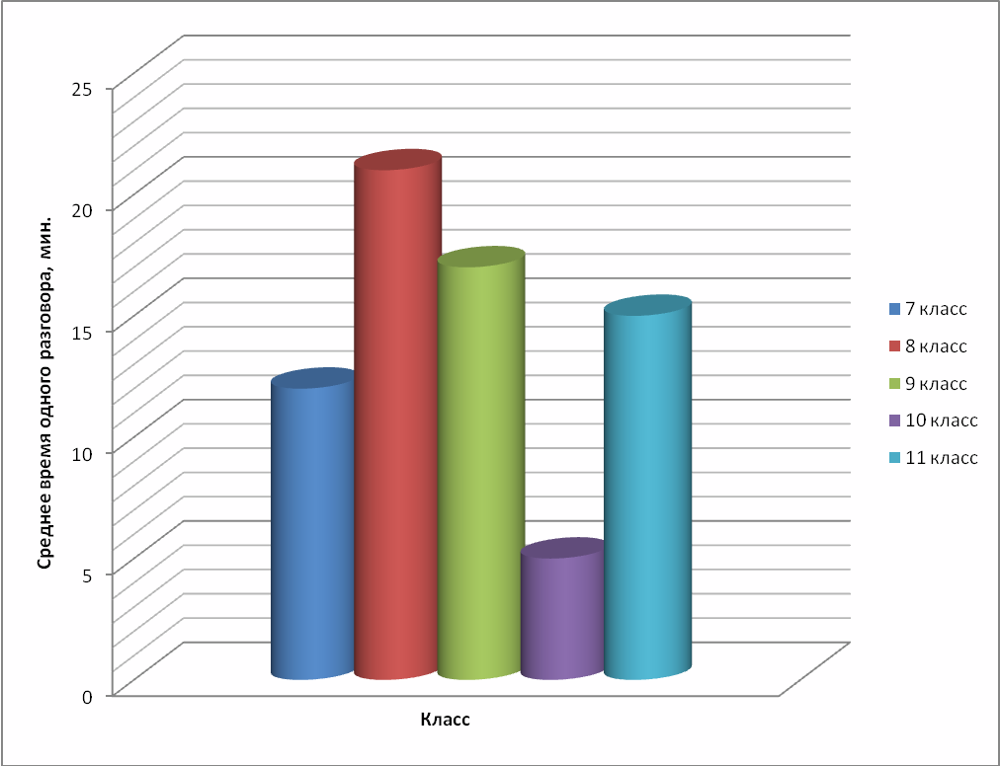 25
20
15
10
5
0
Среднее время одного разговора, мин.
Класс
7 класс
8 класс
9 класс
10 класс
11 класс